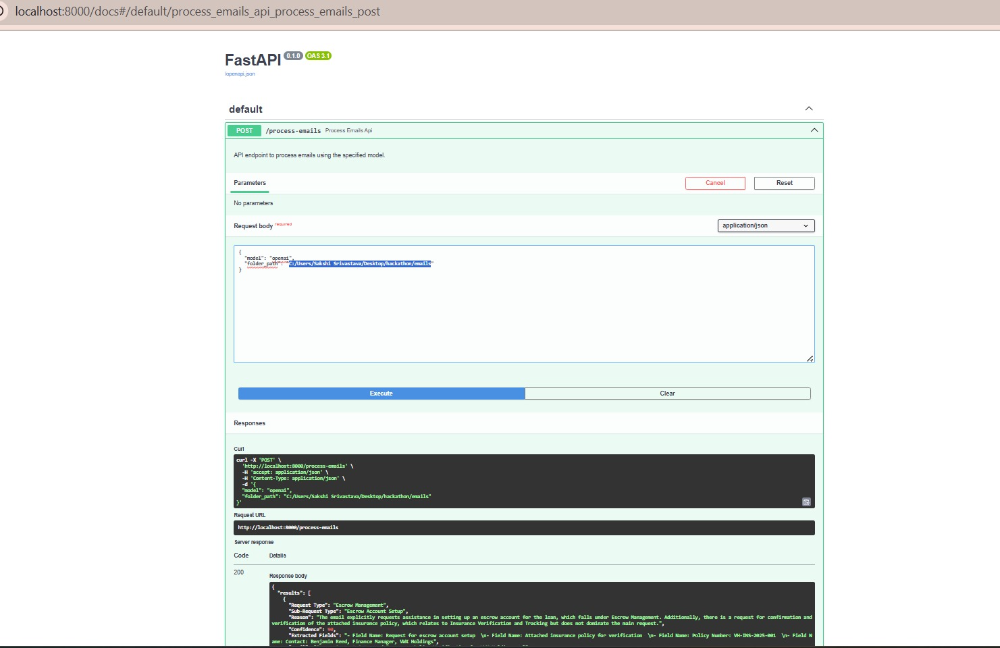 localhost:8000/docs#/default/process_emails_api_process_emails_post
FastAPI 0.1.0 OAS 3.1
/openapi.json
default
POST /process-emails Process Emails Api
API endpoint to process emails using the specified model.
Parameters
Cancel
Reset
No parameters
Request body required
application/json
{
"model": "openai",
"folder_path": "C:/Users/Sakshi Srivastava/Desktop/hackathon/emails"
}
Execute
Clear
Responses
Curl
curl -X 'POST' \
'http://localhost:8000/process-emails' \
-H 'accept: application/json' \
-H 'Content-Type: application/json' \
-d '{
"model": "openai",
"folder_path": "C:/Users/Sakshi Srivastava/Desktop/hackathon/emails"
}'
Request URL
http://localhost:8000/process-emails
Server response
Code Details
200
Response body
{
"results": [
{
"Request Type": "Escrow Management",
"Sub-Request Type": "Escrow Account Setup",
"Reason": "The email explicitly requests assistance in setting up an escrow account for the loan, which falls under Escrow Management. Additionally, there is a request for confirmation and
verification of the attached insurance policy, which relates to Insurance Verification and Tracking but does not dominate the main request.",
"Confidence": 90,
"Extracted Fields": "- Field Name: Request for escrow account setup \n- Field Name: Attached insurance policy for verification \n- Field Name: Policy Number: VH-INS-2025-001 \n- Field N
ame: Contact: Benjamin Reed, Finance Manager, VWX Holdings",